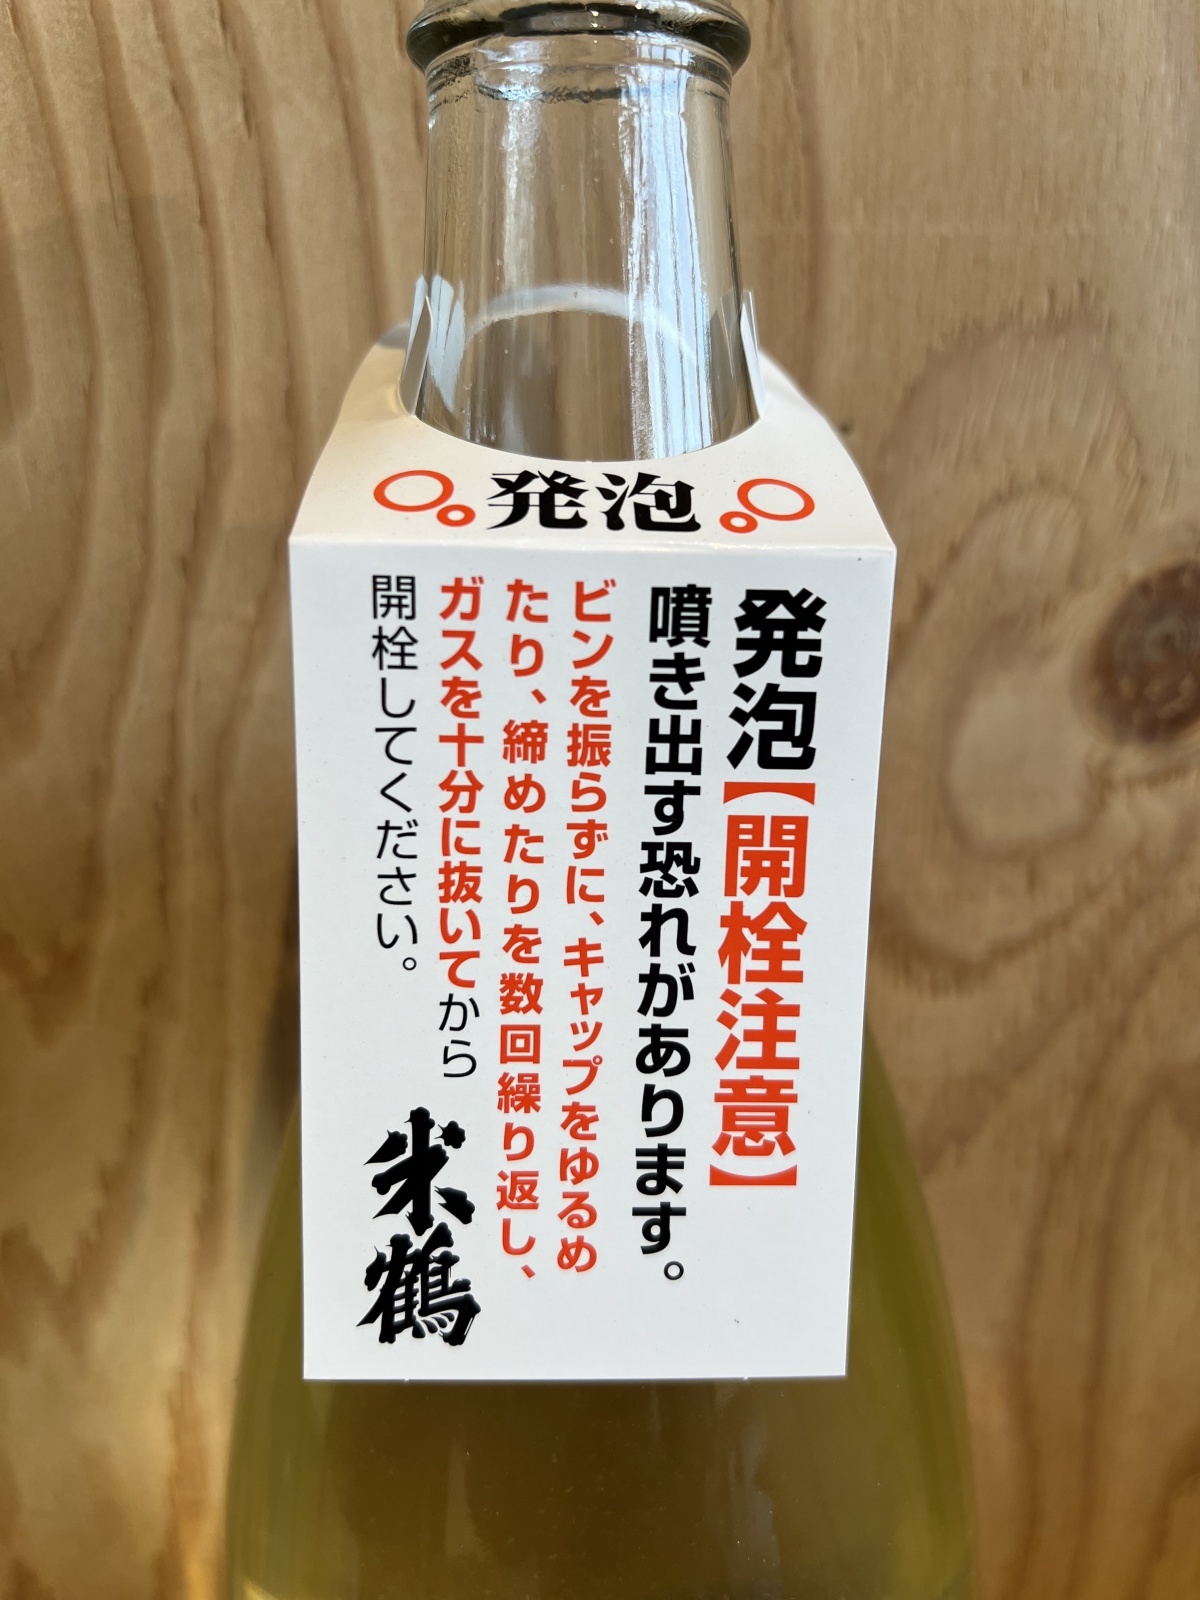 発泡
発泡【開栓注意】
噴き出す恐れがあります。
ビンを振らずに、キャップをゆるめ
たり、締めたりを数回繰り返し、
ガスを十分に抜いてから
開栓してください。
米鶴